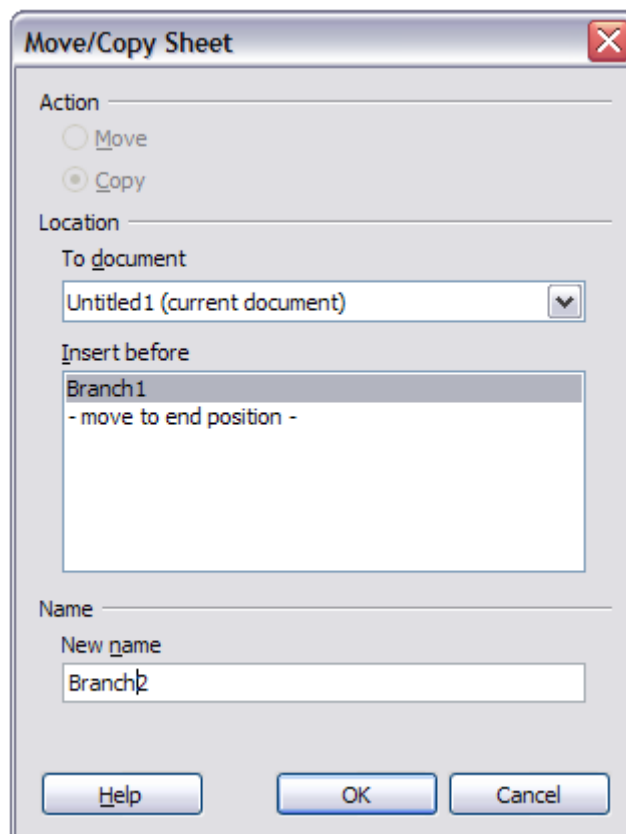 Move/Copy Sheet
Action
Move
Copy
Location
To document
Untitled1 (current document)
Insert before
Branch1
- move to end position -
Name
New name
Branch2
Help OK Cancel